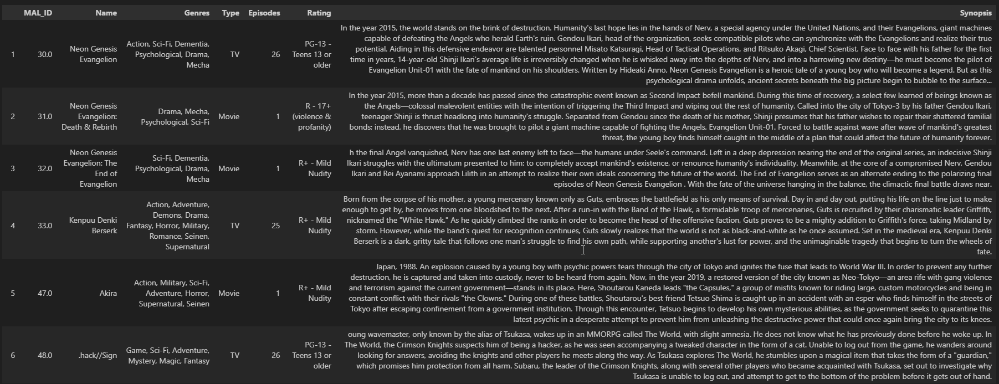 MAL_ID Name Genres Type Episodes Rating Synopsis
1 30.0 Neon Genesis Evangelion Action, Sci-Fi, Dementia, Psychological, Drama, Mecha TV 26 PG-13 - Teens 13 or older
In the year 2015, the world stands on the brink of destruction. Humanity's last hope lies in the hands of Nerv, a special agency under the United Nations, and their Evangelions, giant machines
capable of defeating the Angels who herald Earth's ruin. Gendou Ikari, head of the organization, seeks compatible pilots who can synchronize with the Evangelions and realize their true
potential. Aiding in this defensive endeavor are talented personnel Misato Katsuragi, Head of Tactical Operations, and Ritsuko Akagi, Chief Scientist. Face to face with his father for the first
time in years, 14-year-old Shinji Ikari's average life is irreversibly changed when he is whisked away into the depths of Nerv, and into a harrowing new destiny—he must become the pilot of
Evangelion Unit-01 with the fate of mankind on his shoulders. Written by Hideaki Anno, Neon Genesis Evangelion is a heroic tale of a young boy who will become a legend. But as this
psychological drama unfolds, ancient secrets beneath the big picture begin to bubble to the surface...
2 31.0 Neon Genesis Evangelion: Death & Rebirth Drama, Mecha, Psychological, Sci-Fi Movie 1 R - 17+ (violence & profanity)
In the year 2015, more than a decade has passed since the catastrophic event known as Second Impact befell mankind. During this time of recovery, a select few learned of beings known as
the Angels—colossal malevolent entities with the intention of triggering the Third Impact and wiping out the rest of humanity. Called into the city of Tokyo-3 by his father Gendou Ikari,
teenager Shinji is thrust headlong into humanity's struggle. Separated from Gendou since the death of his mother, Shinji presumes that his father wishes to repair their shattered familial
bonds; instead, he discovers that he was brought to pilot a giant machine capable of fighting the Angels, Evangelion Unit-01. Forced to battle against wave after wave of mankind's greatest
threat, the young boy finds himself caught in the middle of a plan that could affect the future of humanity forever.
3 32.0 Neon Genesis Evangelion: The End of Evangelion Sci-Fi, Dementia, Psychological, Drama, Mecha Movie 1 R+ - Mild Nudity
h the final Angel vanquished, Nerv has one last enemy left to face—the humans under Seele's command. Left in a deep depression nearing the end of the original series, an indecisive Shinji
Ikari struggles with the ultimatum presented to him: to completely accept mankind's existence, or renounce humanity's individuality. Meanwhile, at the core of a compromised Nerv, Gendou
Ikari and Rei Ayanami approach Lilith in an attempt to realize their own ideals concerning the future of the world. The End of Evangelion serves as an alternate ending to the polarizing final
episodes of Neon Genesis Evangelion . With the fate of the universe hanging in the balance, the climactic final battle draws near.
4 33.0 Kenpuu Denki Berserk Action, Adventure, Demons, Drama, Fantasy, Horror, Military, Romance, Seinen, Supernatural TV 25 R+ - Mild Nudity
Born from the corpse of his mother, a young mercenary known only as Guts, embraces the battlefield as his only means of survival. Day in and day out, putting his life on the line just to make
enough to get by, he moves from one bloodshed to the next. After a run-in with the Band of the Hawk, a formidable troop of mercenaries, Guts is recruited by their charismatic leader Griffith,
nicknamed the "White Hawk." As he quickly climbed the ranks in order to become the head of the offensive faction, Guts proves to be a mighty addition to Griffith's force, taking Midland by
storm. However, while the band's quest for recognition continues, Guts slowly realizes that the world is not as black-and-white as he once assumed. Set in the medieval era, Kenpuu Denki
Berserk is a dark, gritty tale that follows one man's struggle to find his own path, while supporting another's lust for power, and the unimaginable tragedy that begins to turn the wheels of
fate.
5 47.0 Akira Action, Military, Sci-Fi, Adventure, Horror, Supernatural, Seinen Movie 1 R+ - Mild Nudity
Japan, 1988. An explosion caused by a young boy with psychic powers tears through the city of Tokyo and ignites the fuse that leads to World War III. In order to prevent any further
destruction, he is captured and taken into custody, never to be heard from again. Now, in the year 2019, a restored version of the city known as Neo-Tokyo—an area rife with gang violence
and terrorism against the current government—stands in its place. Here, Shoutarou Kaneda leads "the Capsules," a group of misfits known for riding large, custom motorcycles and being in
constant conflict with their rivals "the Clowns." During one of these battles, Shoutarou's best friend Tetsuo Shima is caught up in an accident with an esper who finds himself in the streets of
Tokyo after escaping confinement from a government institution. Through this encounter, Tetsuo begins to develop his own mysterious abilities, as the government seeks to quarantine this
latest psychic in a desperate attempt to prevent him from unleashing the destructive power that could once again bring the city to its knees.
6 48.0 .hack//Sign Game, Sci-Fi, Adventure, Mystery, Magic, Fantasy TV 26 PG-13 - Teens 13 or older
oung wavemaster, only known by the alias of Tsukasa, wakes up in an MMORPG called The World, with slight amnesia. He does not know what he has previously done before he woke up. In
The World, the Crimson Knights suspects him of being a hacker, as he was seen accompanying a tweaked character in the form of a cat. Unable to log out from the game, he wanders around
looking for answers, avoiding the knights and other players he meets along the way. As Tsukasa explores The World, he stumbles upon a magical item that takes the form of a "guardian,"
which promises him protection from all harm. Subaru, the leader of the Crimson Knights, along with several other players who became acquainted with Tsukasa, set out to investigate why
Tsukasa is unable to log out, and attempt to get to the bottom of the problem before it gets out of hand.